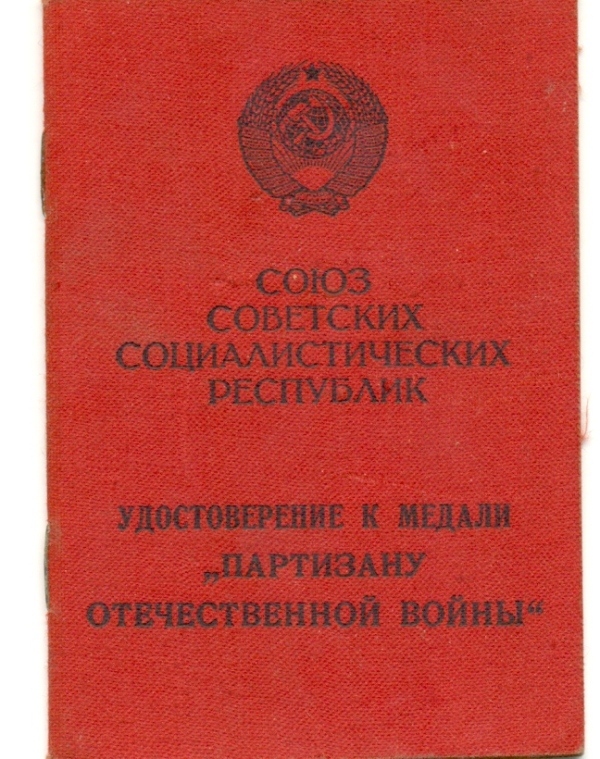 СОЮЗ
СОВЕТСКИХ
СОЦИАЛИСТИЧЕСКИХ
РЕСПУБЛИК
УДОСТОВЕРЕНИЕ К МЕДАЛИ
„ПАРТИЗАНУ
ОТЕЧЕСТВЕННОЙ ВОЙНЫ“